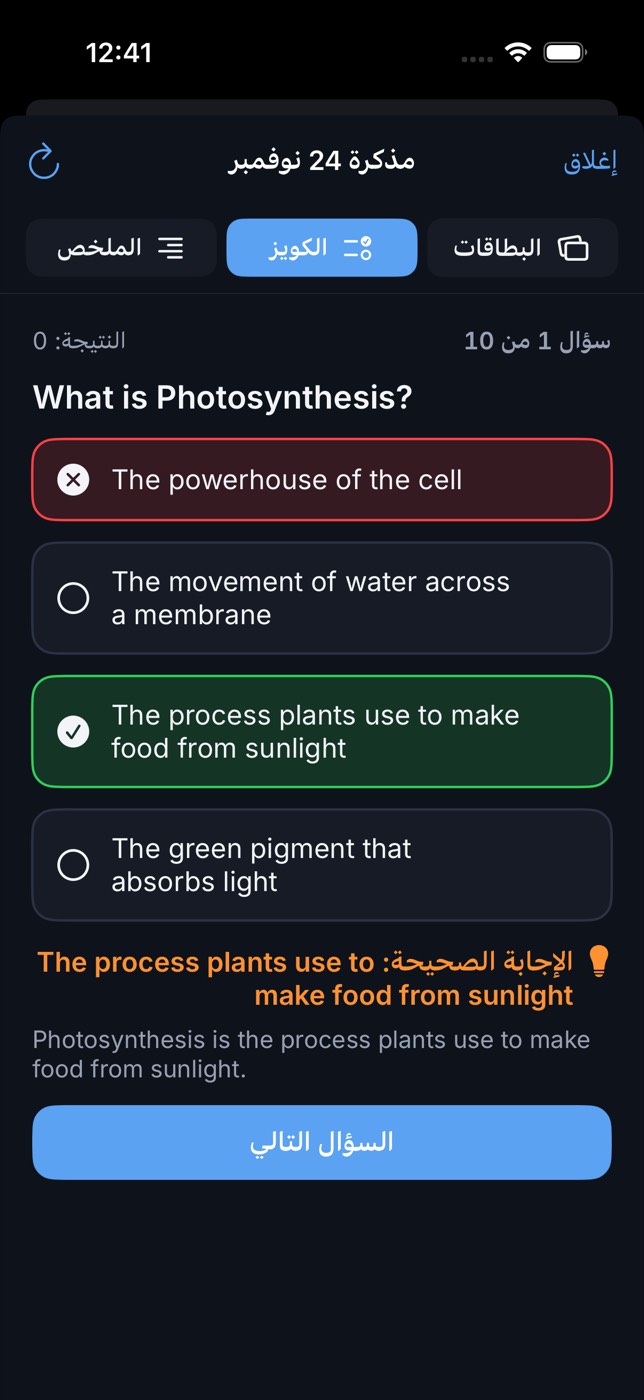 12:41
إغلاق
مذكرة 24 نوفمبر
البطاقات
الكويز
الملخص
سؤال 1 من 10
النتيجة: 0
What is Photosynthesis?
The powerhouse of the cell
The movement of water across
a membrane
The process plants use to make
food from sunlight
The green pigment that
absorbs light
الإجابة الصحيحة: The process plants use to
make food from sunlight
Photosynthesis is the process plants use to make
food from sunlight.
السؤال التالي